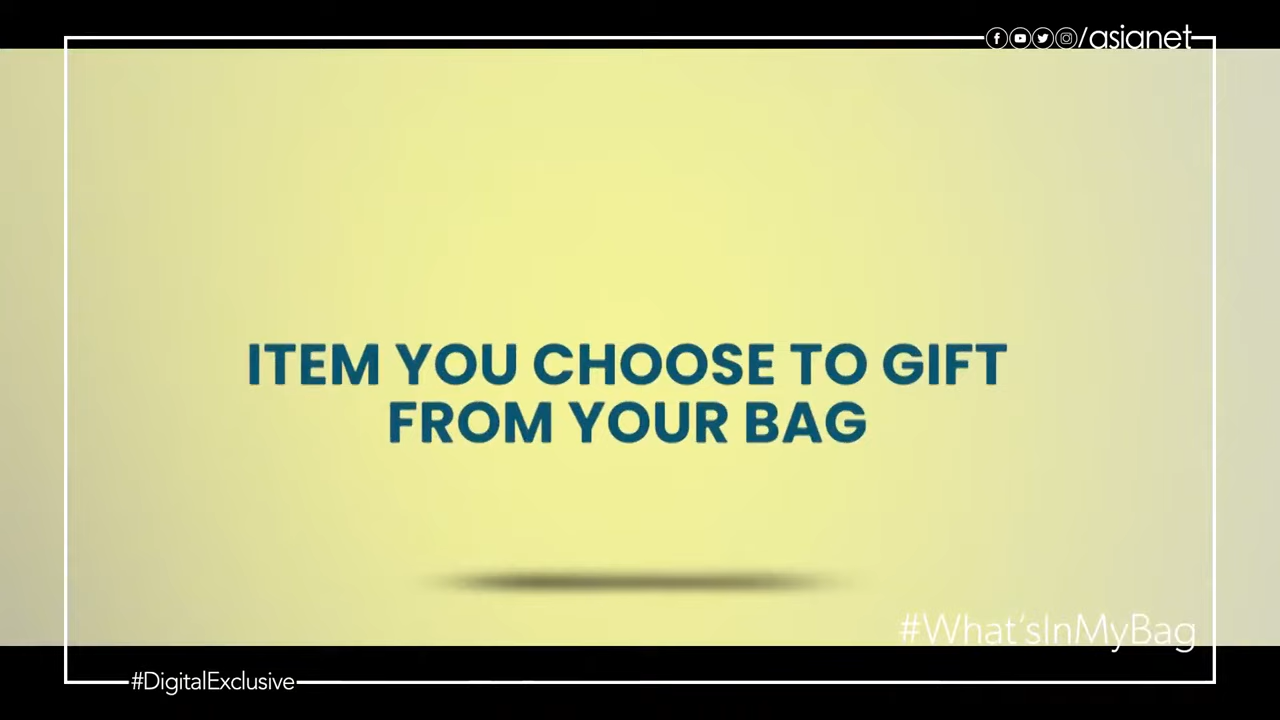 /asianet
ITEM YOU CHOOSE TO GIFT
FROM YOUR BAG
#What'sInMyBag
#DigitalExclusive